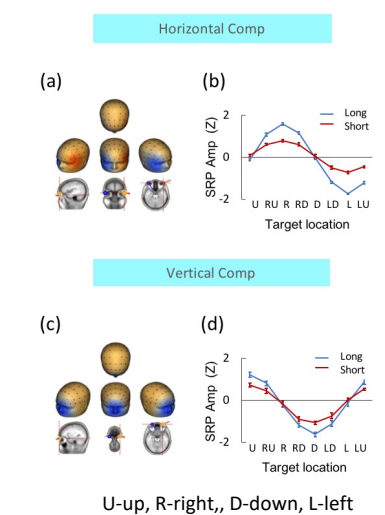 Horizontal Comp
(a)
(b)
2
0
-2
SRP Amp (Z)
Long
Short
U RU R RD D LD L LU
Target location
Vertical Comp
(c)
(d)
2
0
-2
SRP Amp (Z)
Long
Short
U RU R RD D LD L LU
Target location
U-up, R-right,, D-down, L-left